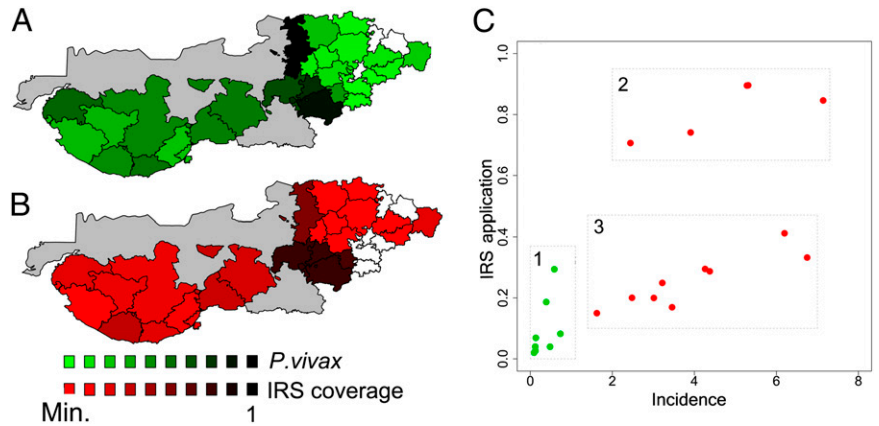 A
B
P.vivax
IRS coverage
Min. 1
C
IRS application
1.0
0.8
0.6
0.4
0.2
0.0
2
3
1
0 2 4 6 8
Incidence